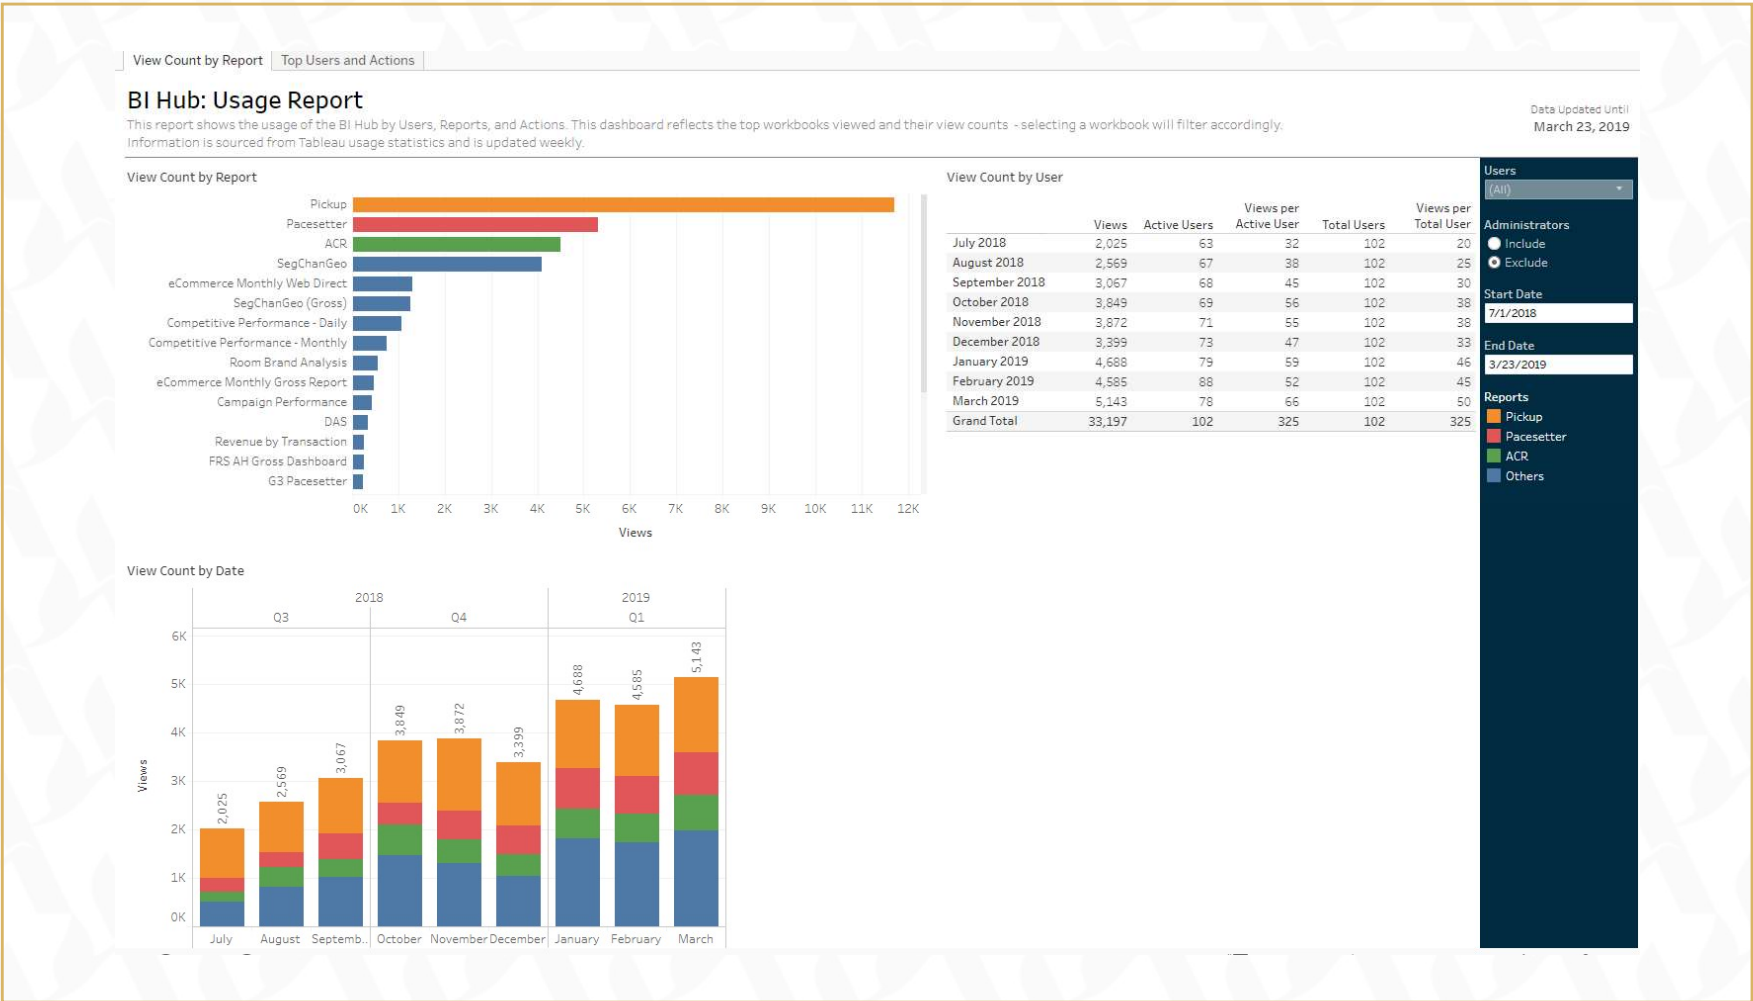 View Count by Report
Top Users and Actions
BI Hub: Usage Report
This report shows the usage of the BI Hub by Users, Reports, and Actions. This dashboard reflects the top workbooks viewed and their view counts - selecting a workbook will filter accordingly.
Information is sourced from Tableau usage statistics and is updated weekly.
Data Updated Until
March 23, 2019
View Count by Report
Pickup
Pacesetter
ACR
SegChanGeo
eCommerce Monthly Web Direct
SegChanGeo (Gross)
Competitive Performance - Daily
Competitive Performance - Monthly
Room Brand Analysis
eCommerce Monthly Gross Report
Campaign Performance
DAS
Revenue by Transaction
FRS AH Gross Dashboard
G3 Pacesetter
0K 1K 2K 3K 4K 5K 6K 7K 8K 9K 10K 11K 12K
Views
View Count by User
Views Active Users Views per Active User Total Users Views per Total User
July 2018 2,025 63 32 102 20
August 2018 2,569 67 38 102 25
September 2018 3,067 68 45 102 30
October 2018 3,849 69 56 102 38
November 2018 3,872 71 55 102 38
December 2018 3,399 73 47 102 33
January 2019 4,688 79 59 102 46
February 2019 4,585 88 52 102 45
March 2019 5,143 78 66 102 50
Grand Total 33,197 102 325 102 325
Users
(All)
Administrators
Include
Exclude
Start Date
7/1/2018
End Date
3/23/2019
Reports
Pickup
Pacesetter
ACR
Others
View Count by Date
2018 2019
Q3 Q4 Q1
6K
5K
4K
3K
2K
1K
0K
Views
2,025
2,569
3,067
3,849
3,872
3,399
4,688
4,585
5,143
July August Septemb.. October November December January February March